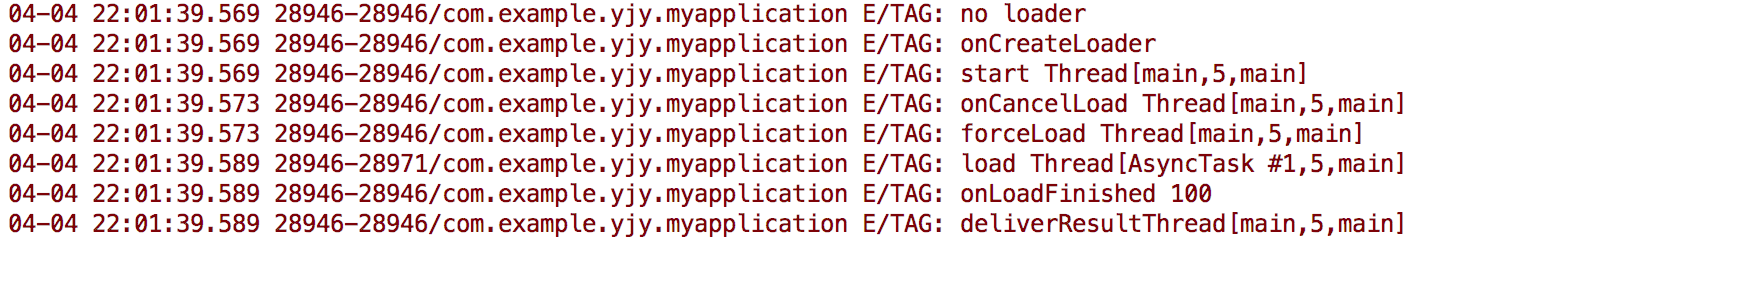 04-04 22:01:39.569 28946-28946/com.example.yjy.myapplication E/TAG: no loader
04-04 22:01:39.569 28946-28946/com.example.yjy.myapplication E/TAG: onCreateLoader
04-04 22:01:39.569 28946-28946/com.example.yjy.myapplication E/TAG: start Thread[main,5,main]
04-04 22:01:39.573 28946-28946/com.example.yjy.myapplication E/TAG: onCancelLoad Thread[main,5,main]
04-04 22:01:39.573 28946-28946/com.example.yjy.myapplication E/TAG: forceLoad Thread[main,5,main]
04-04 22:01:39.589 28946-28971/com.example.yjy.myapplication E/TAG: load Thread[AsyncTask #1,5,main]
04-04 22:01:39.589 28946-28946/com.example.yjy.myapplication E/TAG: onLoadFinished 100
04-04 22:01:39.589 28946-28946/com.example.yjy.myapplication E/TAG: deliverResultThread[main,5,main]